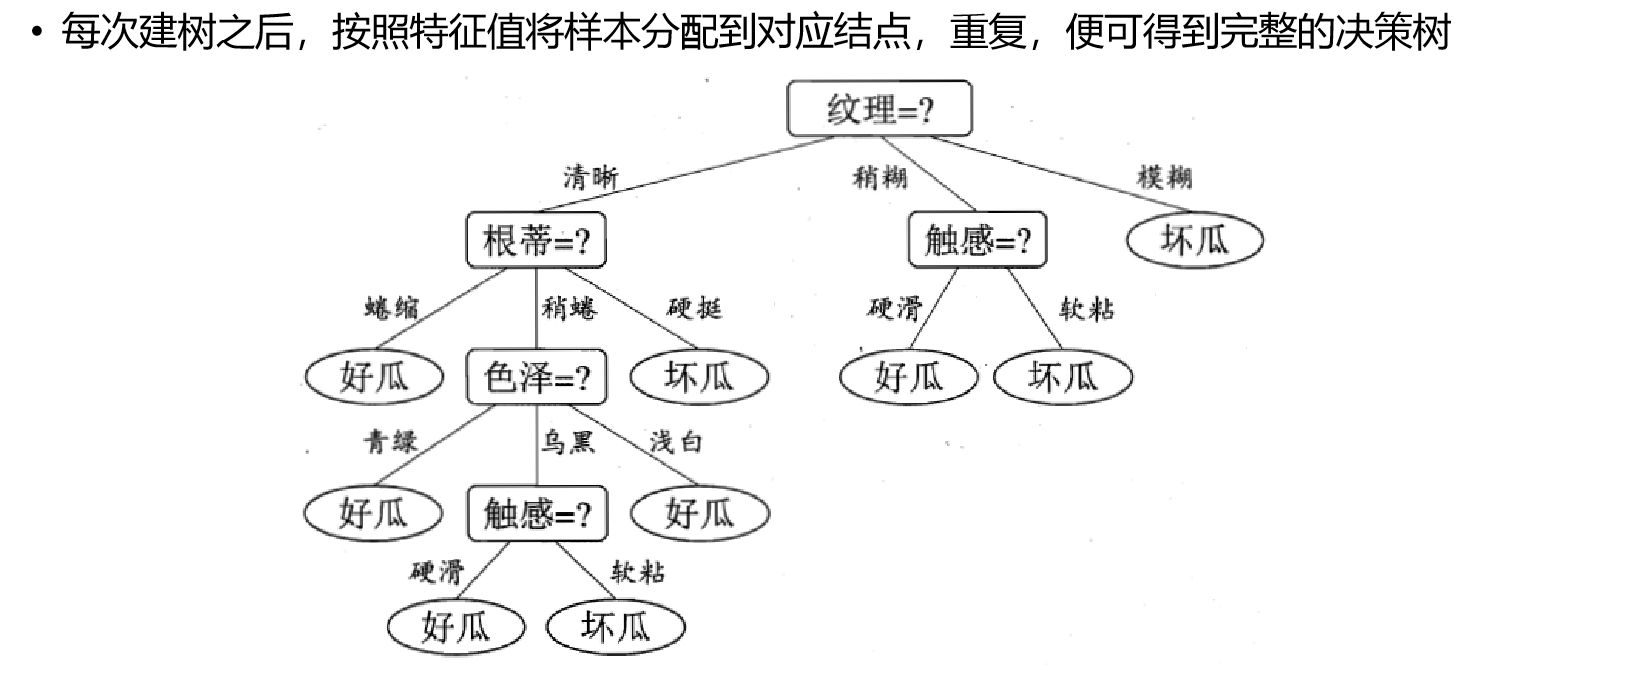 • 每次建树之后，按照特征值将样本分配到对应结点，重复，便可得到完整的决策树
纹理=?
清晰 稍糊 模糊
根蒂=? 触感=? 坏瓜
蜷缩 稍蜷 硬挺 硬滑 软粘
好瓜 色泽=? 坏瓜 好瓜 坏瓜
青绿 乌黑 浅白
好瓜 触感=? 好瓜
硬滑 软粘
好瓜 坏瓜